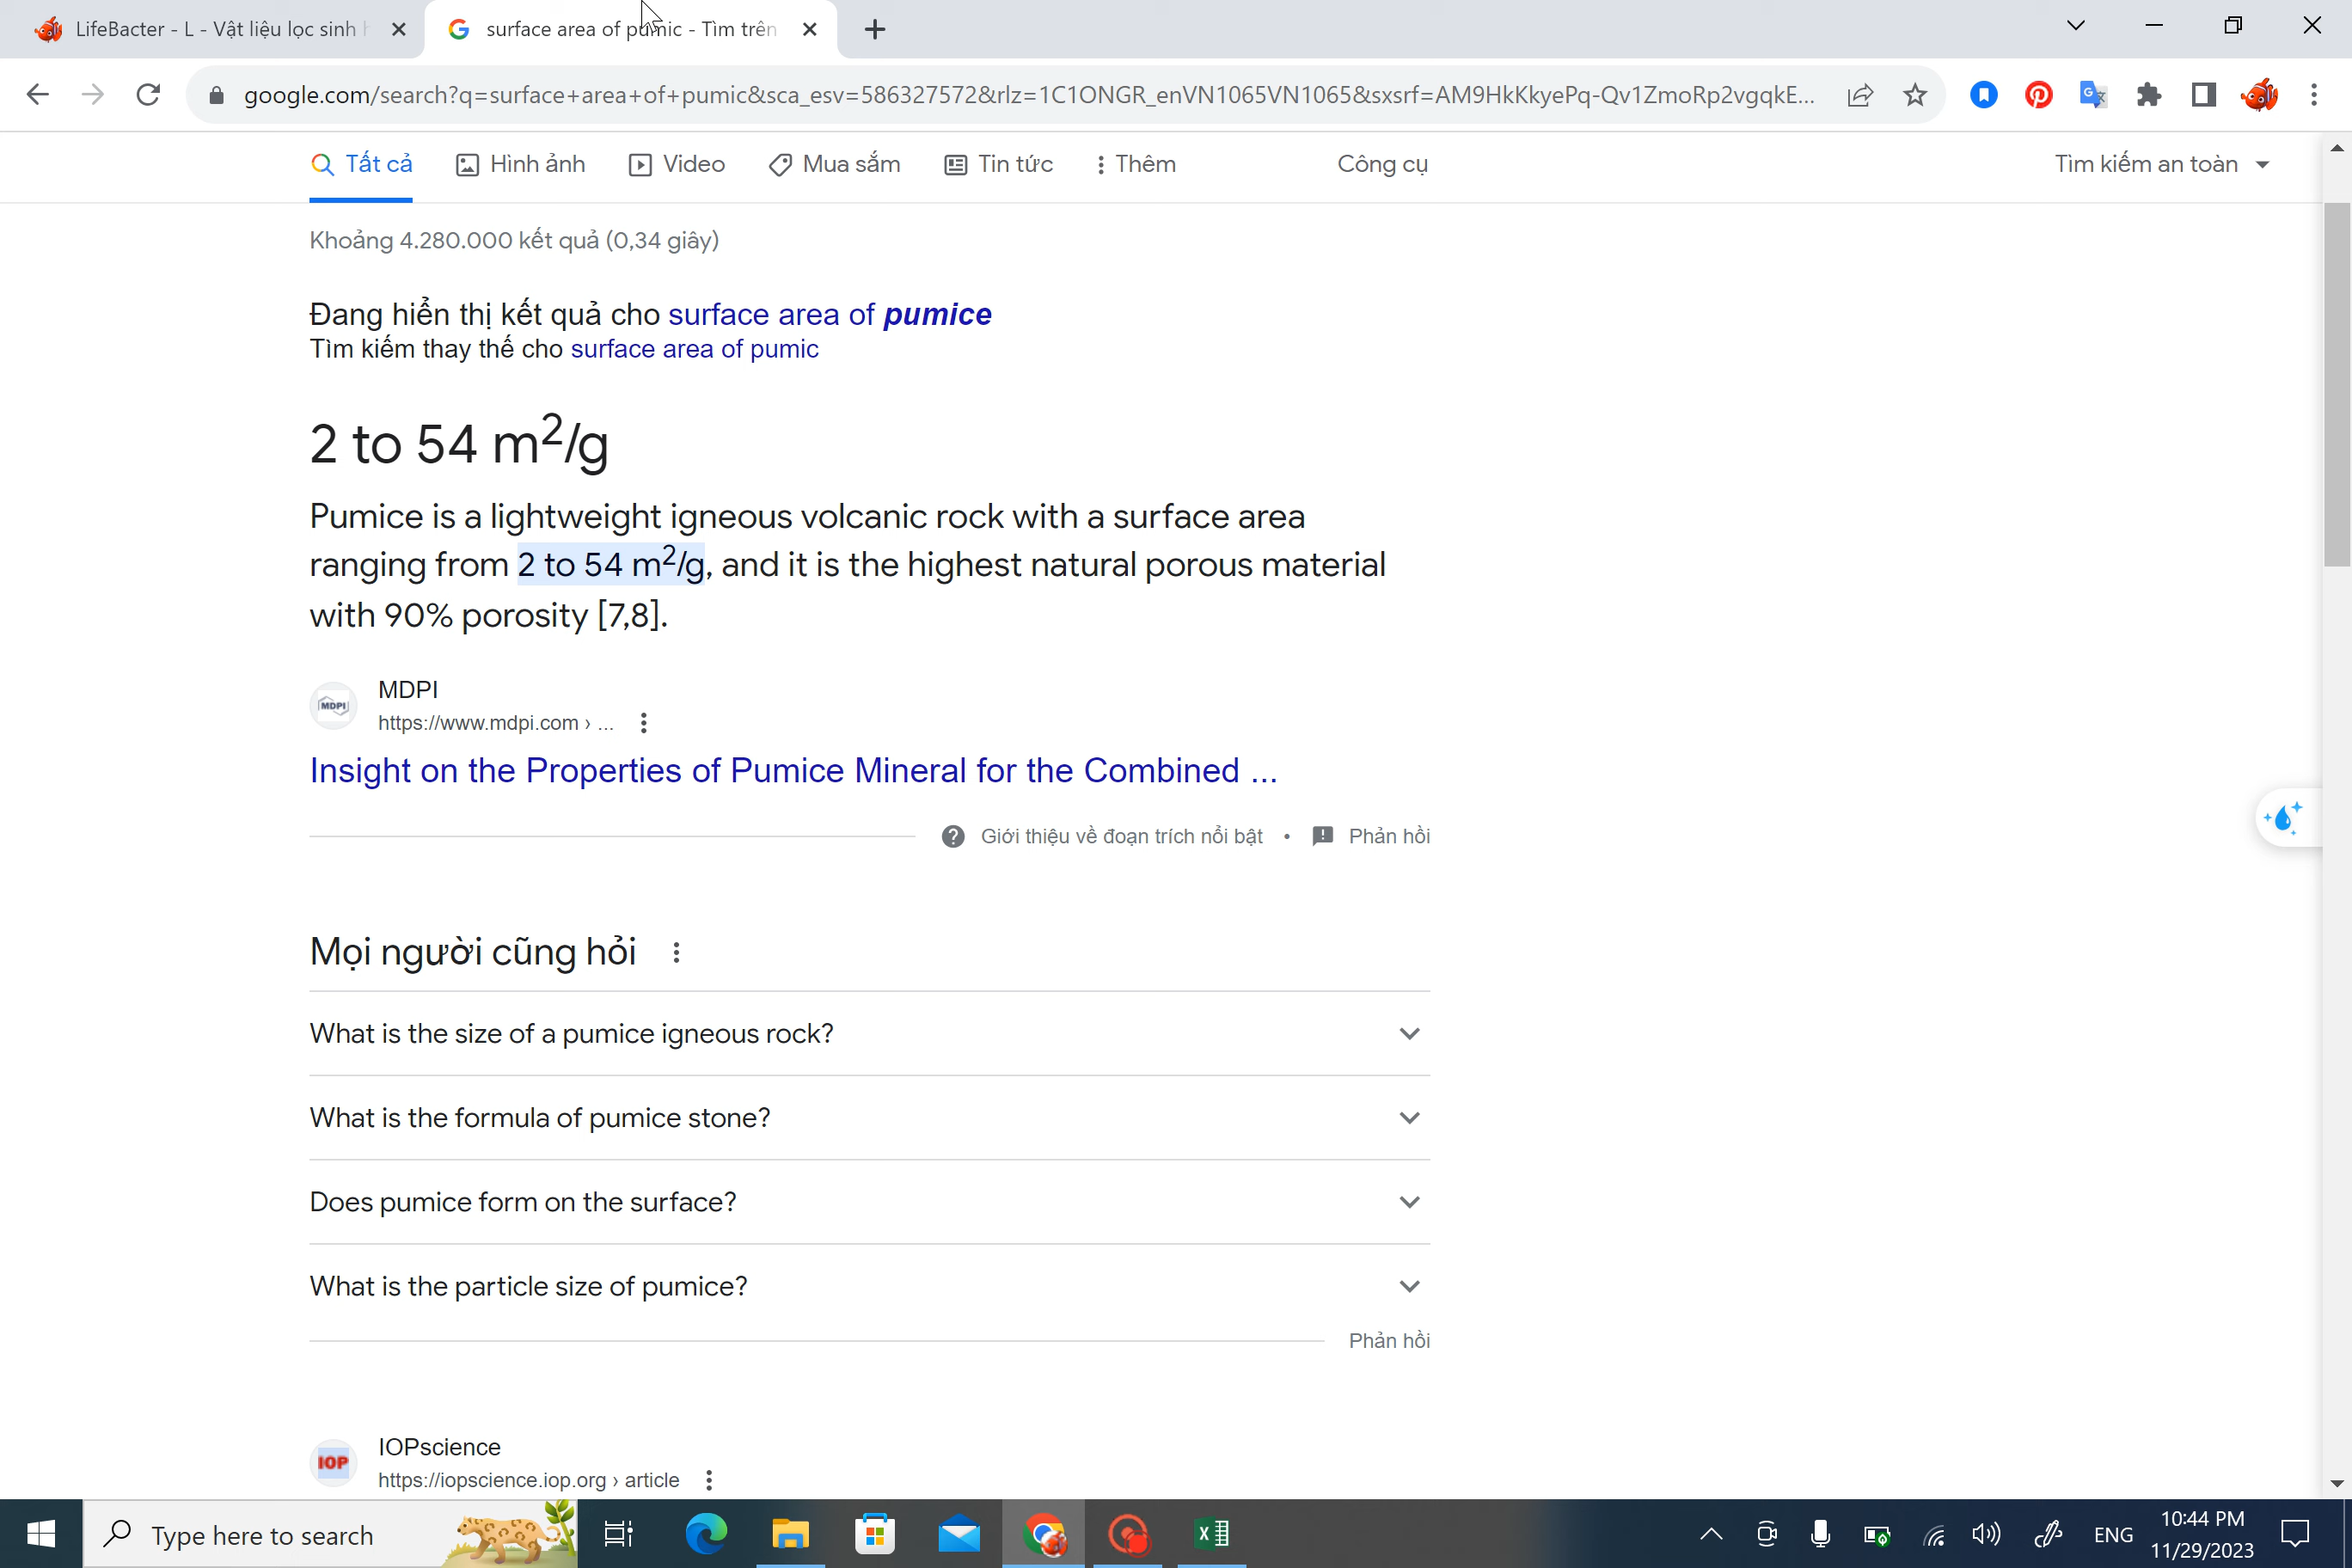 LifeBacter - L - Vật liệu lọc sinh h
surface area of pumic - Tìm trên
google.com/search?q=surface+area+of+pumic&sca_esv=586327572&rlz=1C1ONGR_enVN1065VN1065&sxsrf=AM9HkKkyePq-Qv1ZmoRp2vgqkE...
Tất cả
Hình ảnh
Video
Mua sắm
Tin tức
Thêm
Công cụ
Tìm kiếm an toàn
Khoảng 4.280.000 kết quả (0,34 giây)
Đang hiển thị kết quả cho surface area of pumice
Tìm kiếm thay thế cho surface area of pumic
2 to 54 m²/g
Pumice is a lightweight igneous volcanic rock with a surface area
ranging from 2 to 54 m²/g, and it is the highest natural porous material
with 90% porosity [7,8].
MDPI
MDPI
https://www.mdpi.com › ...
Insight on the Properties of Pumice Mineral for the Combined ...
Giới thiệu về đoạn trích nổi bật • Phản hồi
Mọi người cũng hỏi
What is the size of a pumice igneous rock?
What is the formula of pumice stone?
Does pumice form on the surface?
What is the particle size of pumice?
Phản hồi
IOP
IOPscience
https://iopscience.iop.org › article
Type here to search
ENG
10:44 PM
11/29/2023